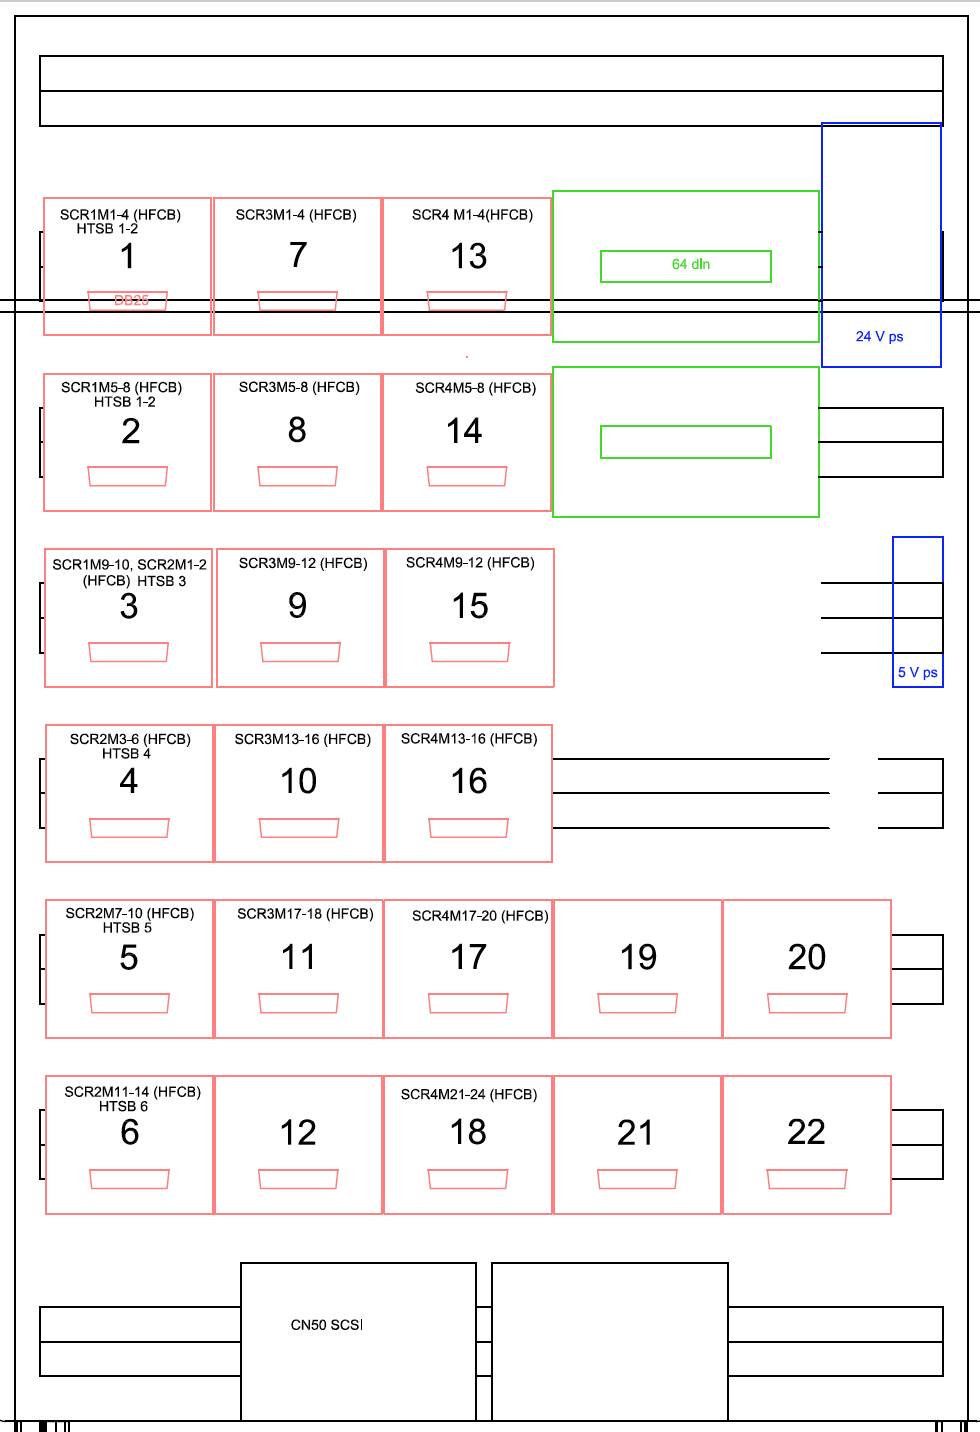 SCR1M1-4 (HFCB)
HTSB 1-2
1
DB25
SCR3M1-4 (HFCB)
7
SCR4 M1-4(HFCB)
13
64 dln
24 V ps
SCR1M5-8 (HFCB)
HTSB 1-2
2
SCR3M5-8 (HFCB)
8
SCR4M5-8 (HFCB)
14
SCR1M9-10, SCR2M1-2
(HFCB) HTSB 3
3
SCR3M9-12 (HFCB)
9
SCR4M9-12 (HFCB)
15
5 V ps
SCR2M3-6 (HFCB)
HTSB 4
4
SCR3M13-16 (HFCB)
10
SCR4M13-16 (HFCB)
16
SCR2M7-10 (HFCB)
HTSB 5
5
SCR3M17-18 (HFCB)
11
SCR4M17-20 (HFCB)
17
19
20
SCR2M11-14 (HFCB)
HTSB 6
6
12
SCR4M21-24 (HFCB)
18
21
22
CN50 SCSI